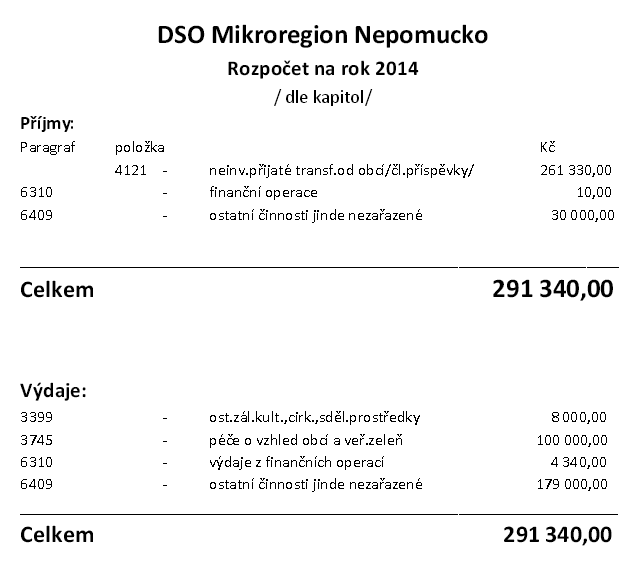 DSO Mikroregion Nepomucko
Rozpočet na rok 2014
/ dle kapitol/
Příjmy:
Paragraf položka Kč
4121 - neinv.přijaté transf.od obcí/čl.příspěvky/ 261 330,00
6310 - finanční operace 10,00
6409 - ostatní činnosti jinde nezařazené 30 000,00
Celkem 291 340,00
Výdaje:
3399 - ost.zál.kult.,círk.,sděl.prostředky 8 000,00
3745 - péče o vzhled obcí a veř.zeleň 100 000,00
6310 - výdaje z finančních operací 4 340,00
6409 - ostatní činnosti jinde nezařazené 179 000,00
Celkem 291 340,00